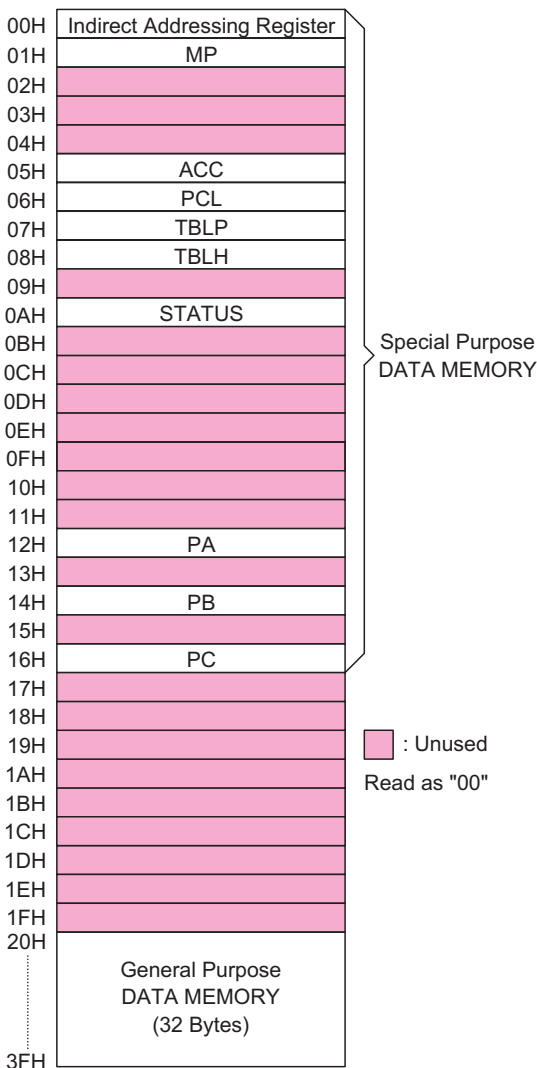 00H Indirect Addressing Register
01H MP
02H
03H
04H
05H ACC
06H PCL
07H TBLP
08H TBLH
09H
0AH STATUS
0BH
0CH
0DH
0EH
0FH
10H
11H
12H PA
13H
14H PB
15H
16H PC
17H
18H
19H
1AH
1BH
1CH
1DH
1EH
1FH
20H
General Purpose
DATA MEMORY
(32 Bytes)
3FH
Special Purpose
DATA MEMORY
: Unused
Read as "00"